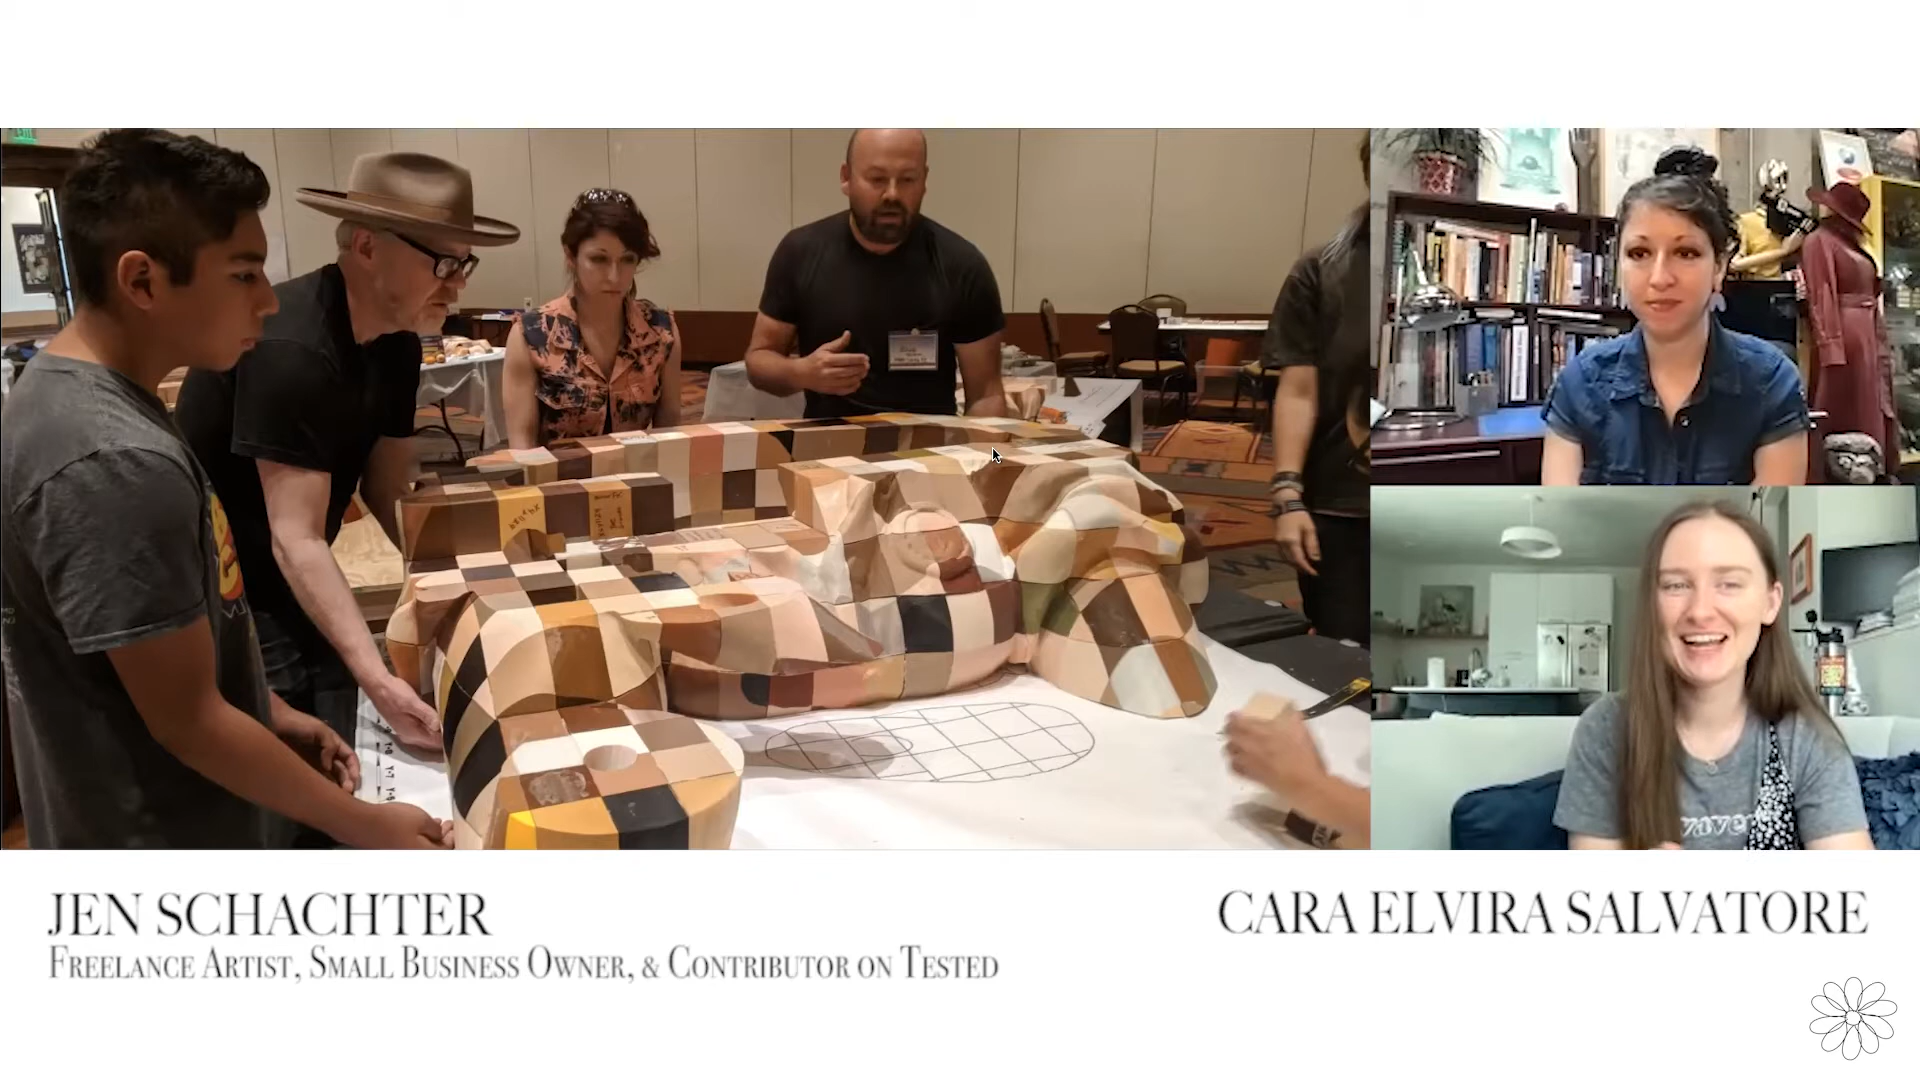 JEN SCHACHTER
FREELANCE ARTIST, SMALL BUSINESS OWNER, & CONTRIBUTOR ON TESTED
CARA ELVIRA SALVATORE